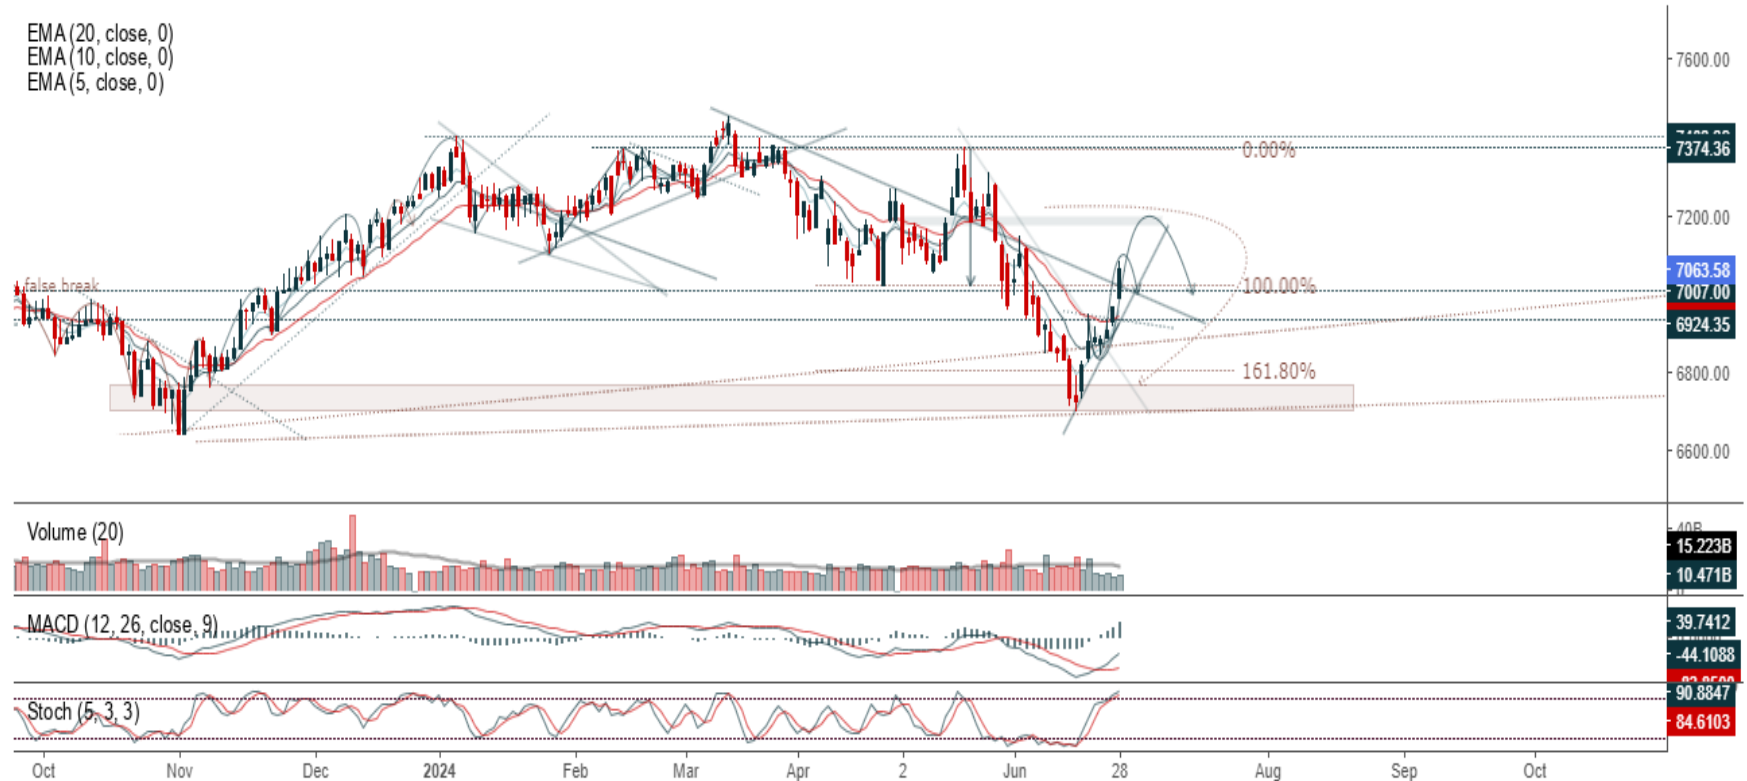 EMA (20, close, 0)
EMA (10, close, 0)
EMA (5, close, 0)
7600.00
7374.36
0.00%
7200.00
7063.58
false break
100.00%
7007.00
6924.35
161.80%
6800.00
6600.00
Volume (20)
40B
15.223B
10.471B
MACD (12, 26, close, 9)
39.7412
-44.1088
Stoch (5, 3, 3)
90.8847
84.6103
Oct Nov Dec 2024 Feb Mar Apr 2 Jun 28 Aug Sep Oct